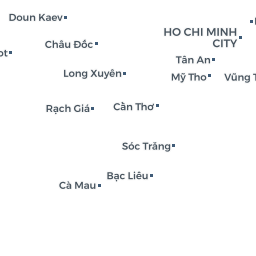 Doun Kaev
HO CHI MINH
CITY
Châu Đốc
Tân An
Long Xuyên
Mỹ Tho
Vũng T
Rạch Giá
Cần Thơ
Sóc Trăng
Bạc Liêu
Cà Mau